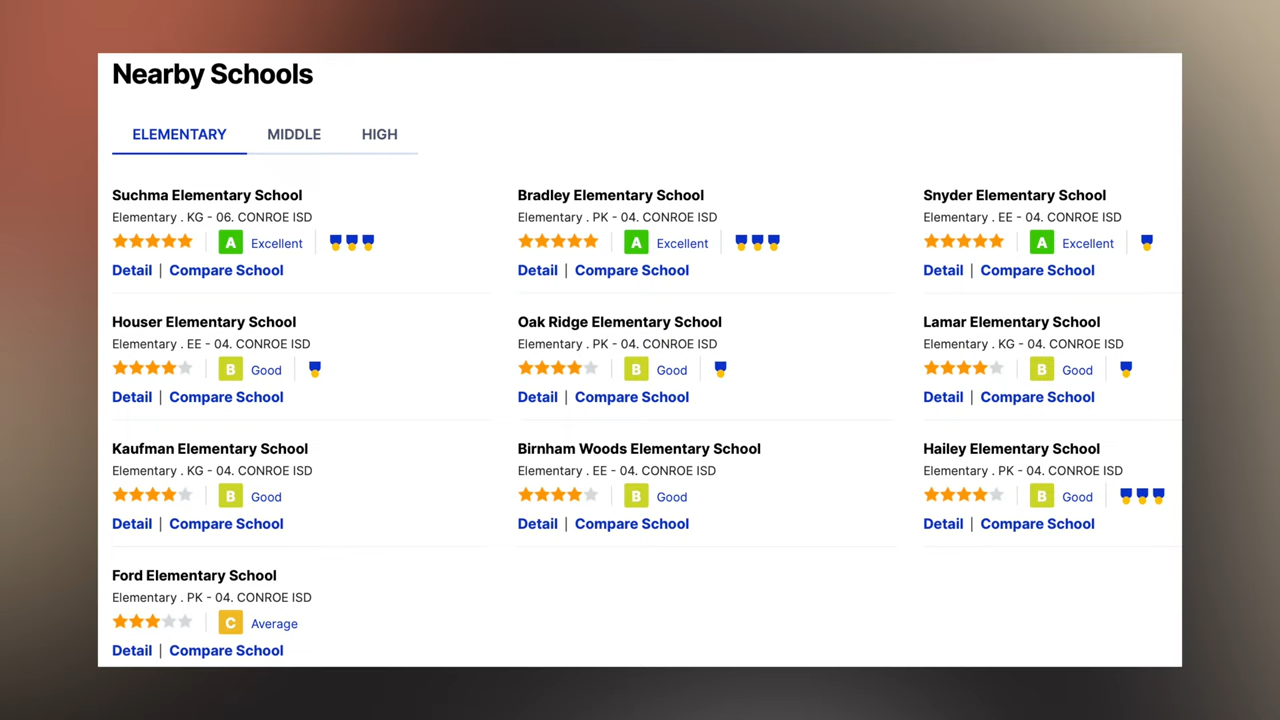 Nearby Schools
ELEMENTARY MIDDLE HIGH
Suchma Elementary School
Elementary . KG - 06. CONROE ISD
A Excellent
Detail | Compare School
Bradley Elementary School
Elementary . PK - 04. CONROE ISD
A Excellent
Detail | Compare School
Snyder Elementary School
Elementary . EE - 04. CONROE ISD
A Excellent
Detail | Compare School
Houser Elementary School
Elementary . EE - 04. CONROE ISD
B Good
Detail | Compare School
Oak Ridge Elementary School
Elementary . PK - 04. CONROE ISD
B Good
Detail | Compare School
Lamar Elementary School
Elementary . KG - 04. CONROE ISD
B Good
Detail | Compare School
Kaufman Elementary School
Elementary . KG - 04. CONROE ISD
B Good
Detail | Compare School
Birnham Woods Elementary School
Elementary . EE - 04. CONROE ISD
B Good
Detail | Compare School
Hailey Elementary School
Elementary . PK - 04. CONROE ISD
B Good
Detail | Compare School
Ford Elementary School
Elementary . PK - 04. CONROE ISD
C Average
Detail | Compare School